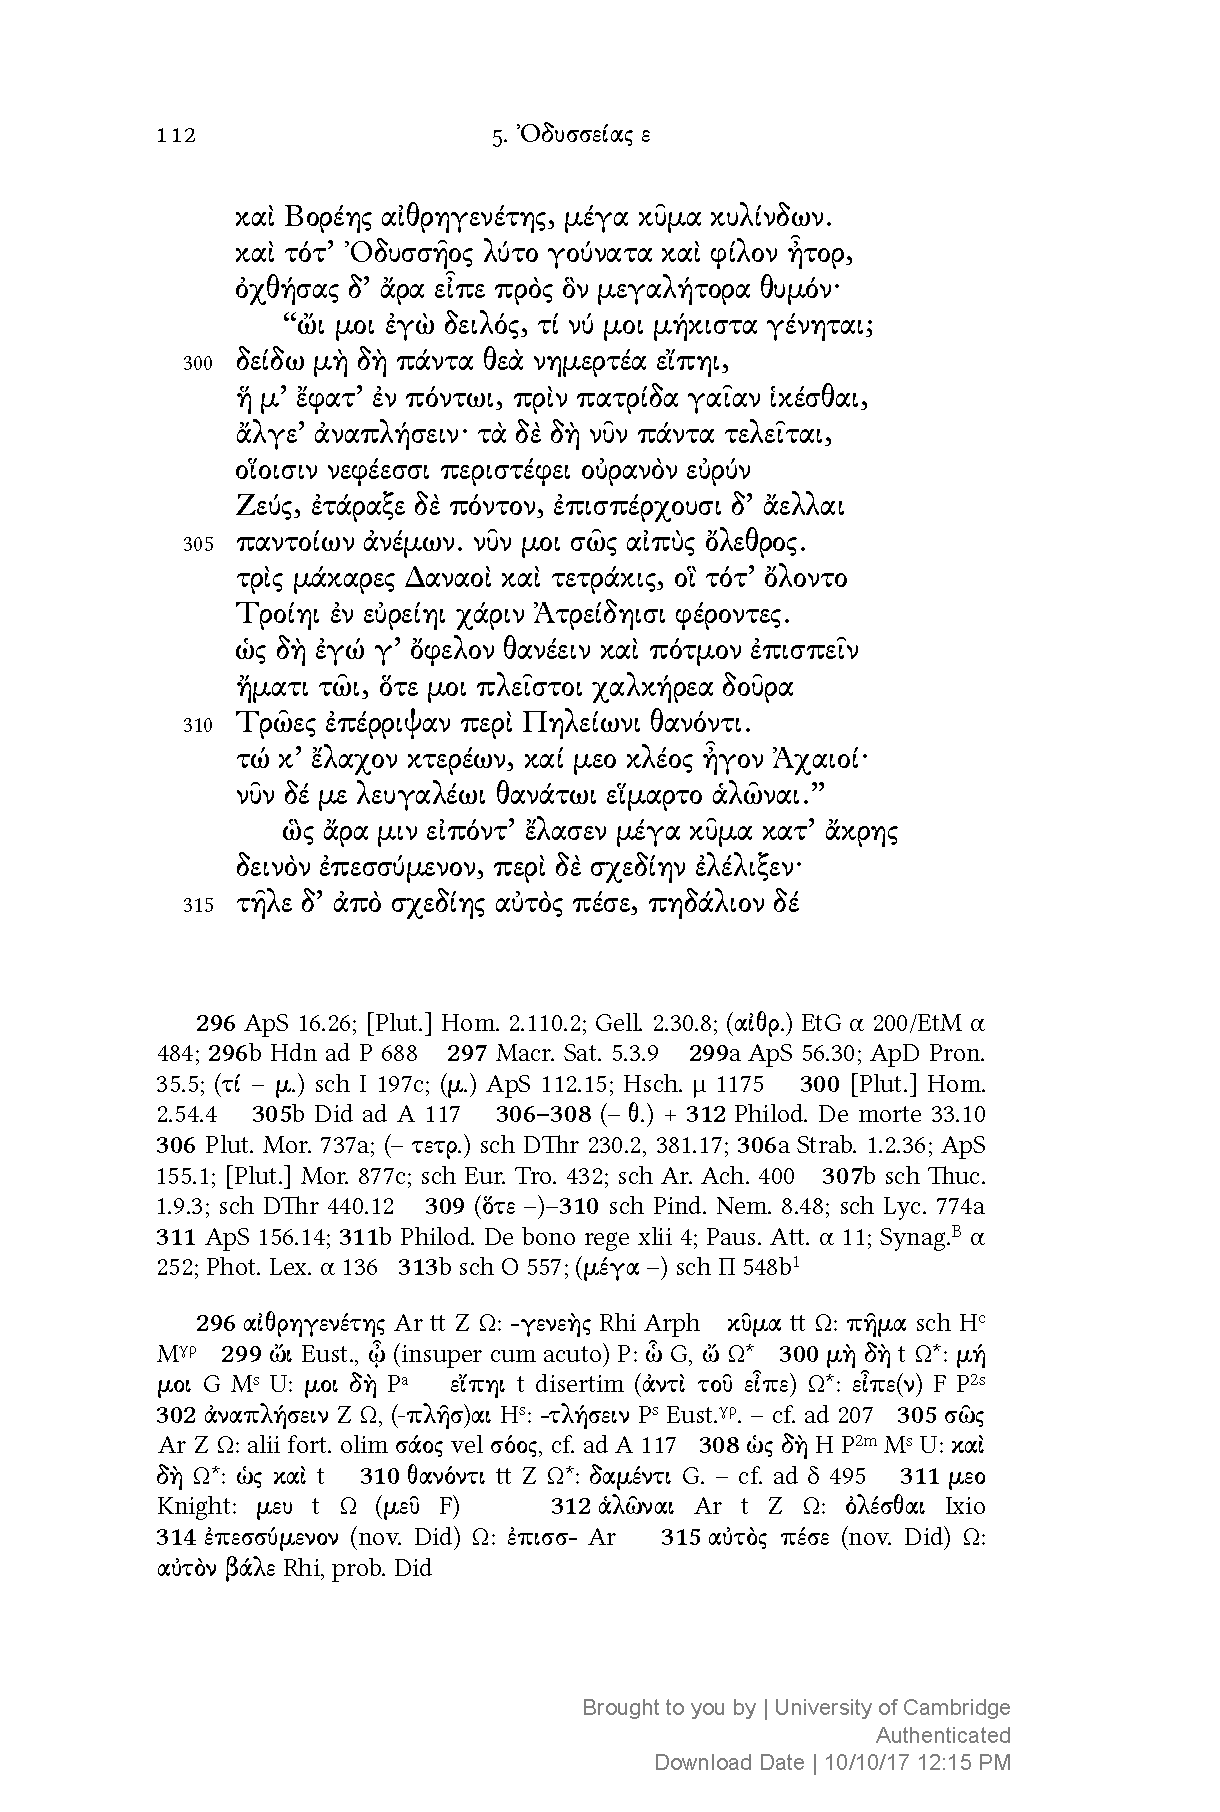 112 5. Ὀδυσσείας ε
καὶ Βορέης αἰθρηγενέτης, μέγα κῦμα κυλίνδων.
καὶ τότ’ Ὀδυσσῆος λύτο γούνατα καὶ φίλον ἦτορ,
ὀχθήσας δ’ ἄρα εἶπε πρὸς ὃν μεγαλήτορα θυμόν·
“ὤι μοι ἐγὼ δειλός, τί νύ μοι μήκιστα γένηται;
300 δείδω μὴ δὴ πάντα θεὰ νημερτέα εἴπηι,
ἥ μ’ ἔφατ’ ἐν πόντωι, πρὶν πατρίδα γαῖαν ἱκέσθαι,
ἄλγε’ ἀναπλήσειν· τὰ δὲ δὴ νῦν πάντα τελεῖται,
οἵοισιν νεφέεσσι περιστέφει οὐρανὸν εὐρύν
Ζεύς, ἐτάραξε δὲ πόντον, ἐπισπέρχουσι δ’ ἄελλαι
305 παντοίων ἀνέμων. νῦν μοι σῶς αἰπὺς ὄλεθρος.
τρὶς μάκαρες Δαναοὶ καὶ τετράκις, οἳ τότ’ ὄλοντο
Τροίηι ἐν εὐρείηι χάριν Ἀτρείδηισι φέροντες.
ὡς δὴ ἐγώ γ’ ὄφελον θανέειν καὶ πότμον ἐπισπεῖν
ἤματι τῶι, ὅτε μοι πλεῖστοι χαλκήρεα δοῦρα
310 Τρῶες ἐπέρριψαν περὶ Πηλείωνι θανόντι.
τώ κ’ ἔλαχον κτερέων, καί μεο κλέος ἦγον Ἀχαιοί·
νῦν δέ με λευγαλέωι θανάτωι εἵμαρτο ἁλῶναι.”
ὣς ἄρα μιν εἰπόντ’ ἔλασεν μέγα κῦμα κατ’ ἄκρης
δεινὸν ἐπεσσύμενον, περὶ δὲ σχεδίην ἐλέλιξεν·
315 τῆλε δ’ ἀπὸ σχεδίης αὐτὸς πέσε, πηδάλιον δέ
296 ApS 16.26; [Plut.] Hom. 2.110.2; Gell. 2.30.8; (αἰθρ.) EtG α 200/EtM α
484; 296b Hdn ad P 688 297 Macr. Sat. 5.3.9 299a ApS 56.30; ApD Pron.
35.5; (τί – μ.) sch I 197c; (μ.) ApS 112.15; Hsch. μ 1175 300 [Plut.] Hom.
2.54.4 305b Did ad A 117 306–308 (– θ.) + 312 Philod. De morte 33.10
306 Plut. Mor. 737a; (– τετρ.) sch DThr 230.2, 381.17; 306a Strab. 1.2.36; ApS
155.1; [Plut.] Mor. 877c; sch Eur. Tro. 432; sch Ar. Ach. 400 307b sch Thuc.
1.9.3; sch DThr 440.12 309 (ὅτε –)–310 sch Pind. Nem. 8.48; sch Lyc. 774a
311 ApS 156.14; 311b Philod. De bono rege xlii 4; Paus. Att. α 11; Synag.ᴮ α
252; Phot. Lex. α 136 313b sch O 557; (μέγα –) sch Π 548b¹
296 αἰθρηγενέτης Ar tt Z Ω: -γενεὴς Rhi Arph κῦμα tt Ω: πῆμα sch Hᶜ
Mᵞᵖ 299 ὤι Eust., ᾦ (insuper cum acuto) P: ὦ G, ὤ Ω* 300 μὴ δὴ t Ω*: μή
μοι G Mˢ U: μοι δὴ Pᵃ εἴπηι t disertim (ἀντὶ τοῦ εἶπε) Ω*: εἶπε(ν) F P²ˢ
302 ἀναπλήσειν Z Ω, (-πλῆσ)αι Hˢ: -τλήσειν Pˢ Eust.ᵞᵖ. – cf. ad 207 305 σῶς
Ar Z Ω: alii fort. olim σάος vel σόος, cf. ad A 117 308 ὡς δὴ H P²ᵐ Mˢ U: καὶ
δὴ Ω*: ὡς καὶ t 310 θανόντι tt Z Ω*: δαμέντι G. – cf. ad δ 495 311 μεο
Knight: μευ t Ω (μεῦ F) 312 ἁλῶναι Ar t Z Ω: ὀλέσθαι Ixio
314 ἐπεσσύμενον (nov. Did) Ω: ἐπισσ- Ar 315 αὐτὸς πέσε (nov. Did) Ω:
αὐτὸν βάλε Rhi, prob. Did
Brought to you by | University of Cambridge
Authenticated
Download Date | 10/10/17 12:15 PM